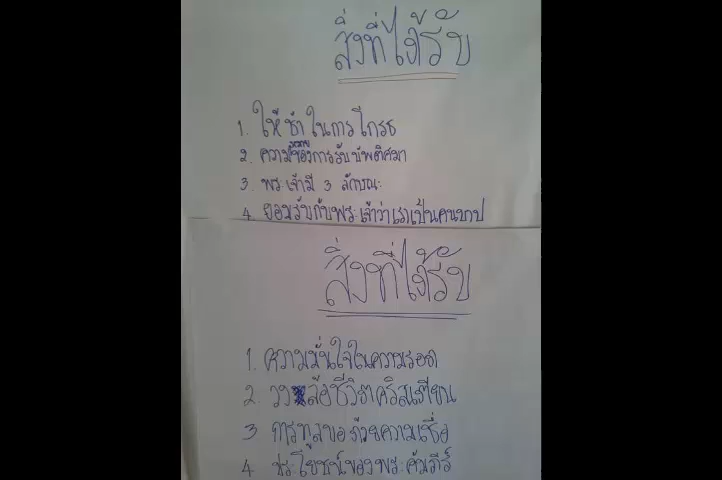 สิ่งที่ได้รับ
1. ให้ช้าในการโกรธ
2. ความ ของการรับบัพติศมา
3. พระเจ้ามี 3 ลักษณะ
4. ยอมรับกับพระเจ้าว่าเราเป็นคนบาป
สิ่งที่ได้รับ
1. ความมั่นใจในความรอด
2. วงล้อชีวิตคริสเตียน
3 การทูลขอด้วยความเชื่อ
4 ประโยชน์ของพระคัมภีร์